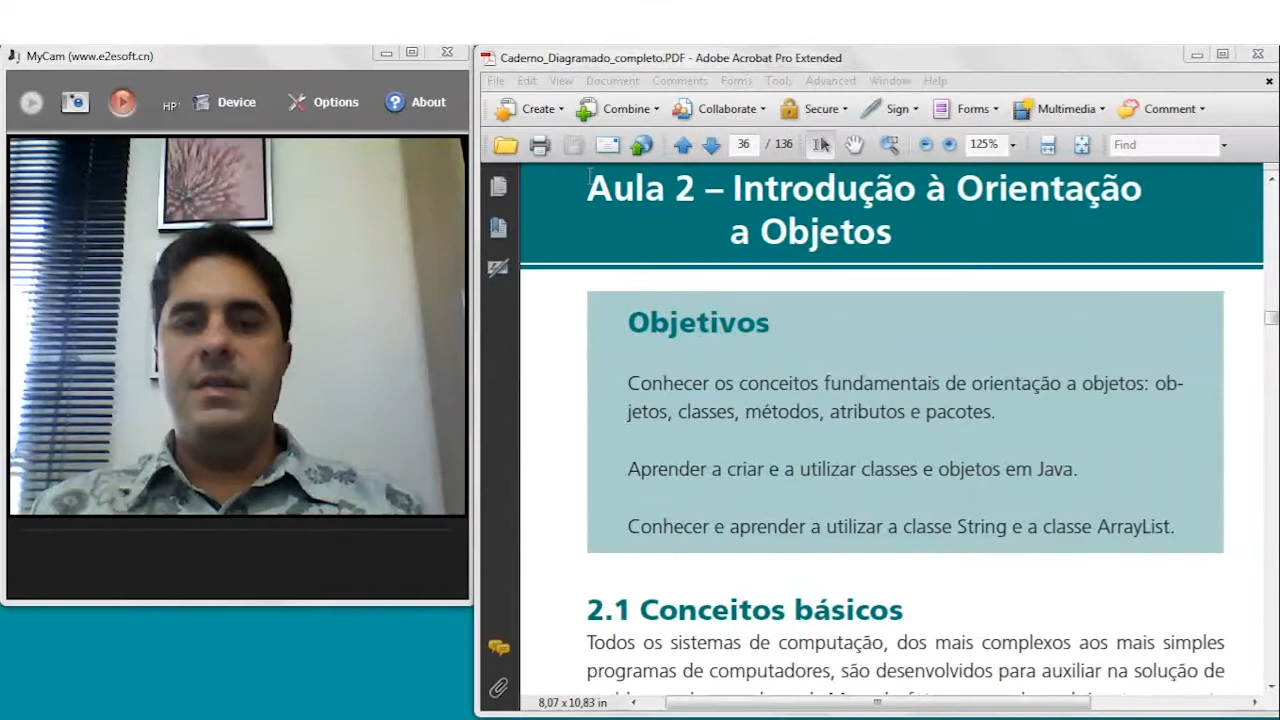 MyCam (www.e2esoft.cn)
HP'
Device
Options
About
Caderno_Diagramado_completo.PDF - Adobe Acrobat Pro Extended
File Edit View Document Comments Forms Tools Advanced Window Help
Create Combine Collaborate Secure Sign Forms Multimedia Comment
36 / 136 125% Find
Aula 2 – Introdução à Orientação
a Objetos
Objetivos
Conhecer os conceitos fundamentais de orientação a objetos: ob-
jetos, classes, métodos, atributos e pacotes.
Aprender a criar e a utilizar classes e objetos em Java.
Conhecer e aprender a utilizar a classe String e a classe ArrayList.
2.1 Conceitos básicos
Todos os sistemas de computação, dos mais complexos aos mais simples
programas de computadores, são desenvolvidos para auxiliar na solução de
8,07 x 10,83 in